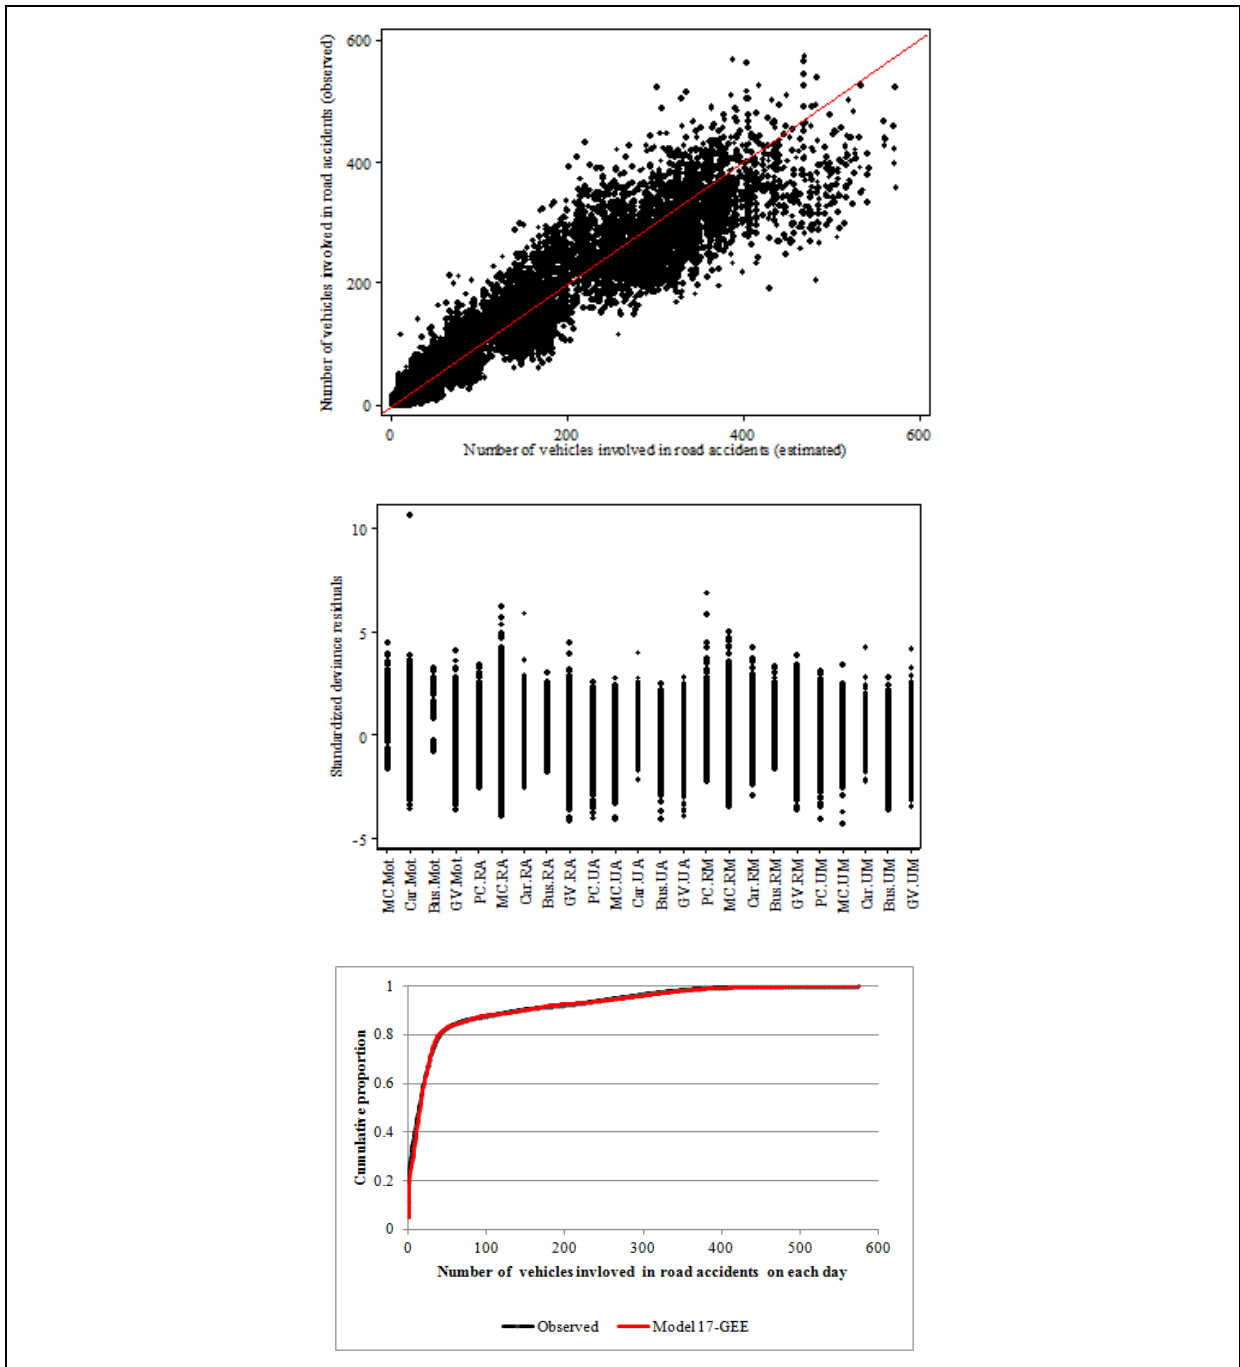 Number of vehicles involved in road accidents (observed)
600
400
200
0
0 200 400 600
Number of vehicles involved in road accidents (estimated)
Standardized deviance residuals
10
5
0
-5
MC.Mot
Car.Mot
Bus.Mot
GV.Mot
PC.RA
MC.RA
Car.RA
Bus.RA
GV.RA
PC.UA
MC.UA
Car.UA
Bus.UA
GV.UA
PC.RM
MC.RM
Car.RM
Bus.RM
GV.RM
PC.UM
MC.UM
Car.UM
Bus.UM
GV.UM
Cumulative proportion
1
0.8
0.6
0.4
0.2
0
0 100 200 300 400 500 600
Number of vehicles invloved in road accidents on each day
Observed Model 17-GEE